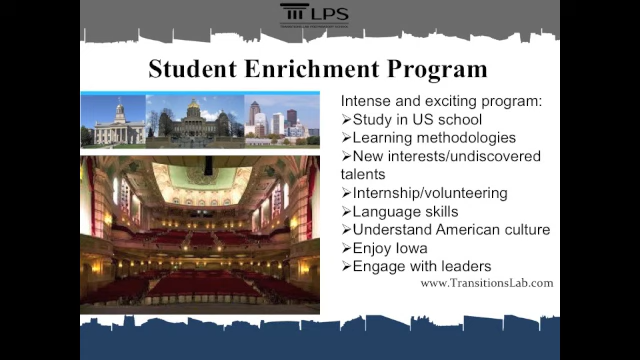 LPS
Student Enrichment Program
Intense and exciting program:
➢Study in US school
➢Learning methodologies
➢New interests/undiscovered
talents
➢Internship/volunteering
➢Language skills
➢Understand American culture
➢Enjoy Iowa
➢Engage with leaders
www.TransitionsLab.com